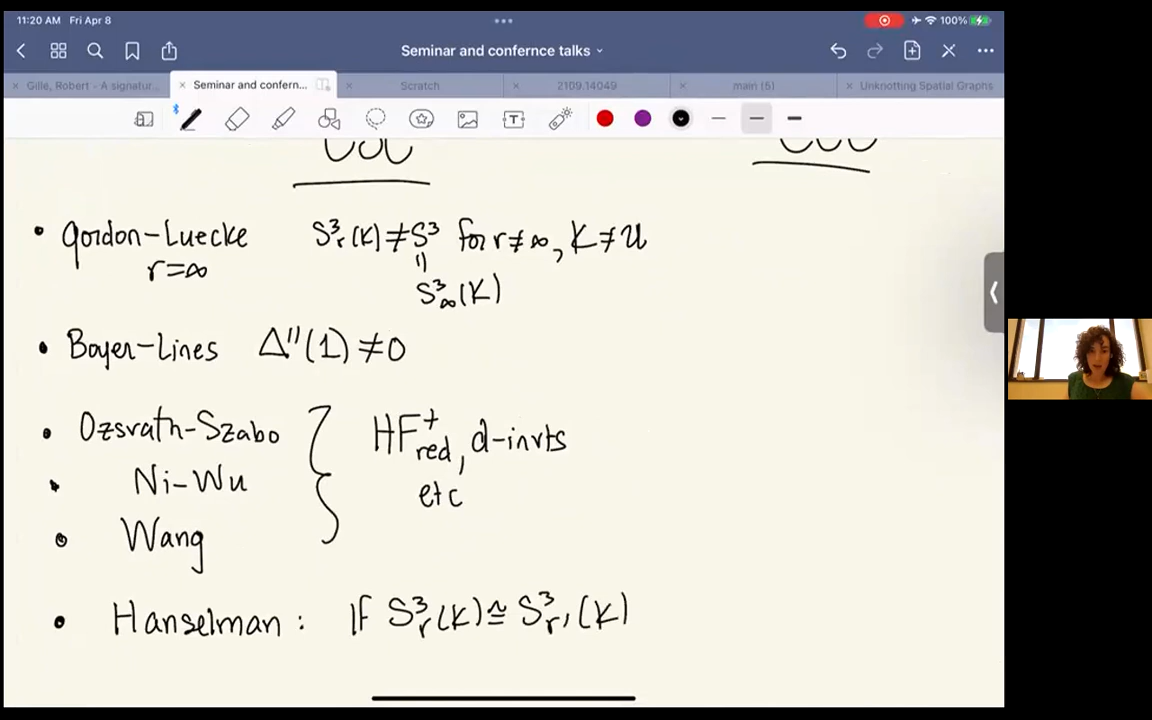 11:20 AM Fri Apr 8
100%
Seminar and confernce talks
Gille, Robert - A signatur...
Seminar and confern...
Scratch
2109.14049
main (5)
Unknotting Spatial Graphs
CCC
• Gordon-Luecke S³ᵣ(K) ≠ S³ for r ≠ ∞, K ≠ U
r = ∞
=
S³∞(K)
• Boyer-Lines Δ''(1) ≠ 0
• Ozsvath-Szabo
HF⁺red, d-invts
• Ni-Wu
etc
• Wang
• Hanselman: If S³ᵣ(K) ≅ S³ᵣ'(K)